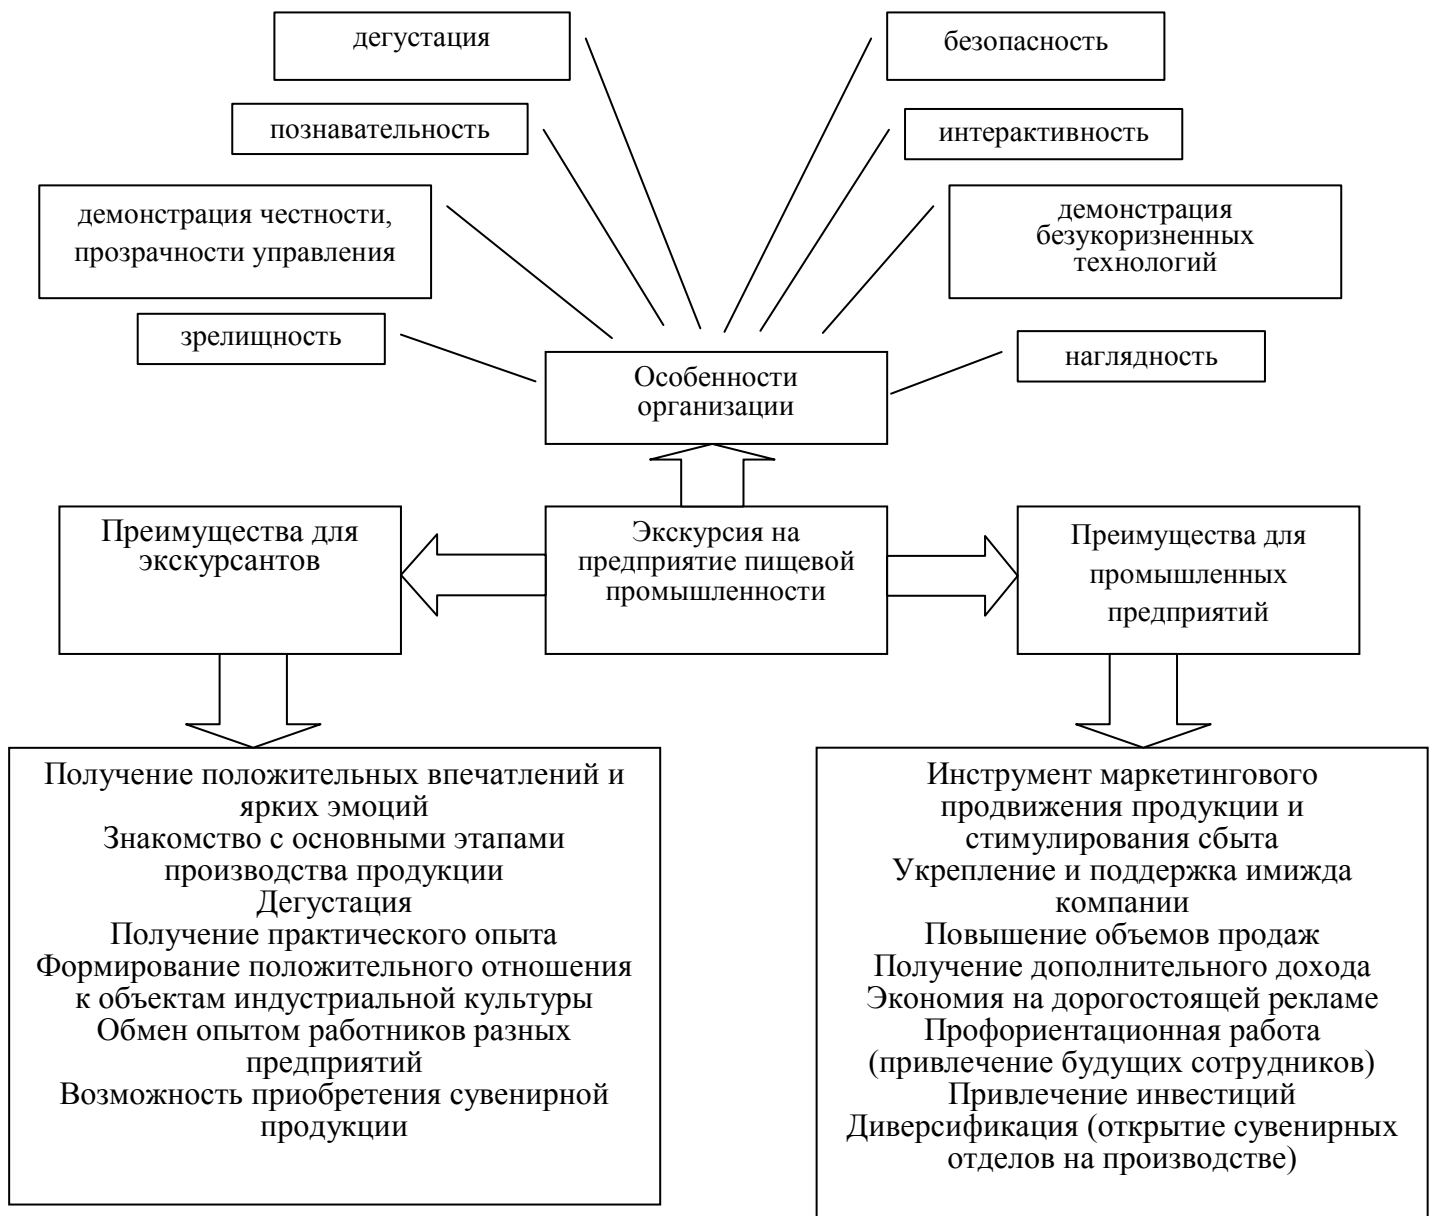 дегустация
безопасность
познавательность
интерактивность
демонстрация честности,
прозрачности управления
демонстрация
безукоризненных
технологий
зрелищность
наглядность
Особенности
организации
Преимущества для
экскурсантов
Экскурсия на
предприятие пищевой
промышленности
Преимущества для
промышленных
предприятий
Получение положительных впечатлений и
ярких эмоций
Знакомство с основными этапами
производства продукции
Дегустация
Получение практического опыта
Формирование положительного отношения
к объектам индустриальной культуры
Обмен опытом работников разных
предприятий
Возможность приобретения сувенирной
продукции
Инструмент маркетингового
продвижения продукции и
стимулирования сбыта
Укрепление и поддержка имижда
компании
Повышение объемов продаж
Получение дополнительного дохода
Экономия на дорогостоящей рекламе
Профориентационная работа
(привлечение будущих сотрудников)
Привлечение инвестиций
Диверсификация (открытие сувенирных
отделов на производстве)